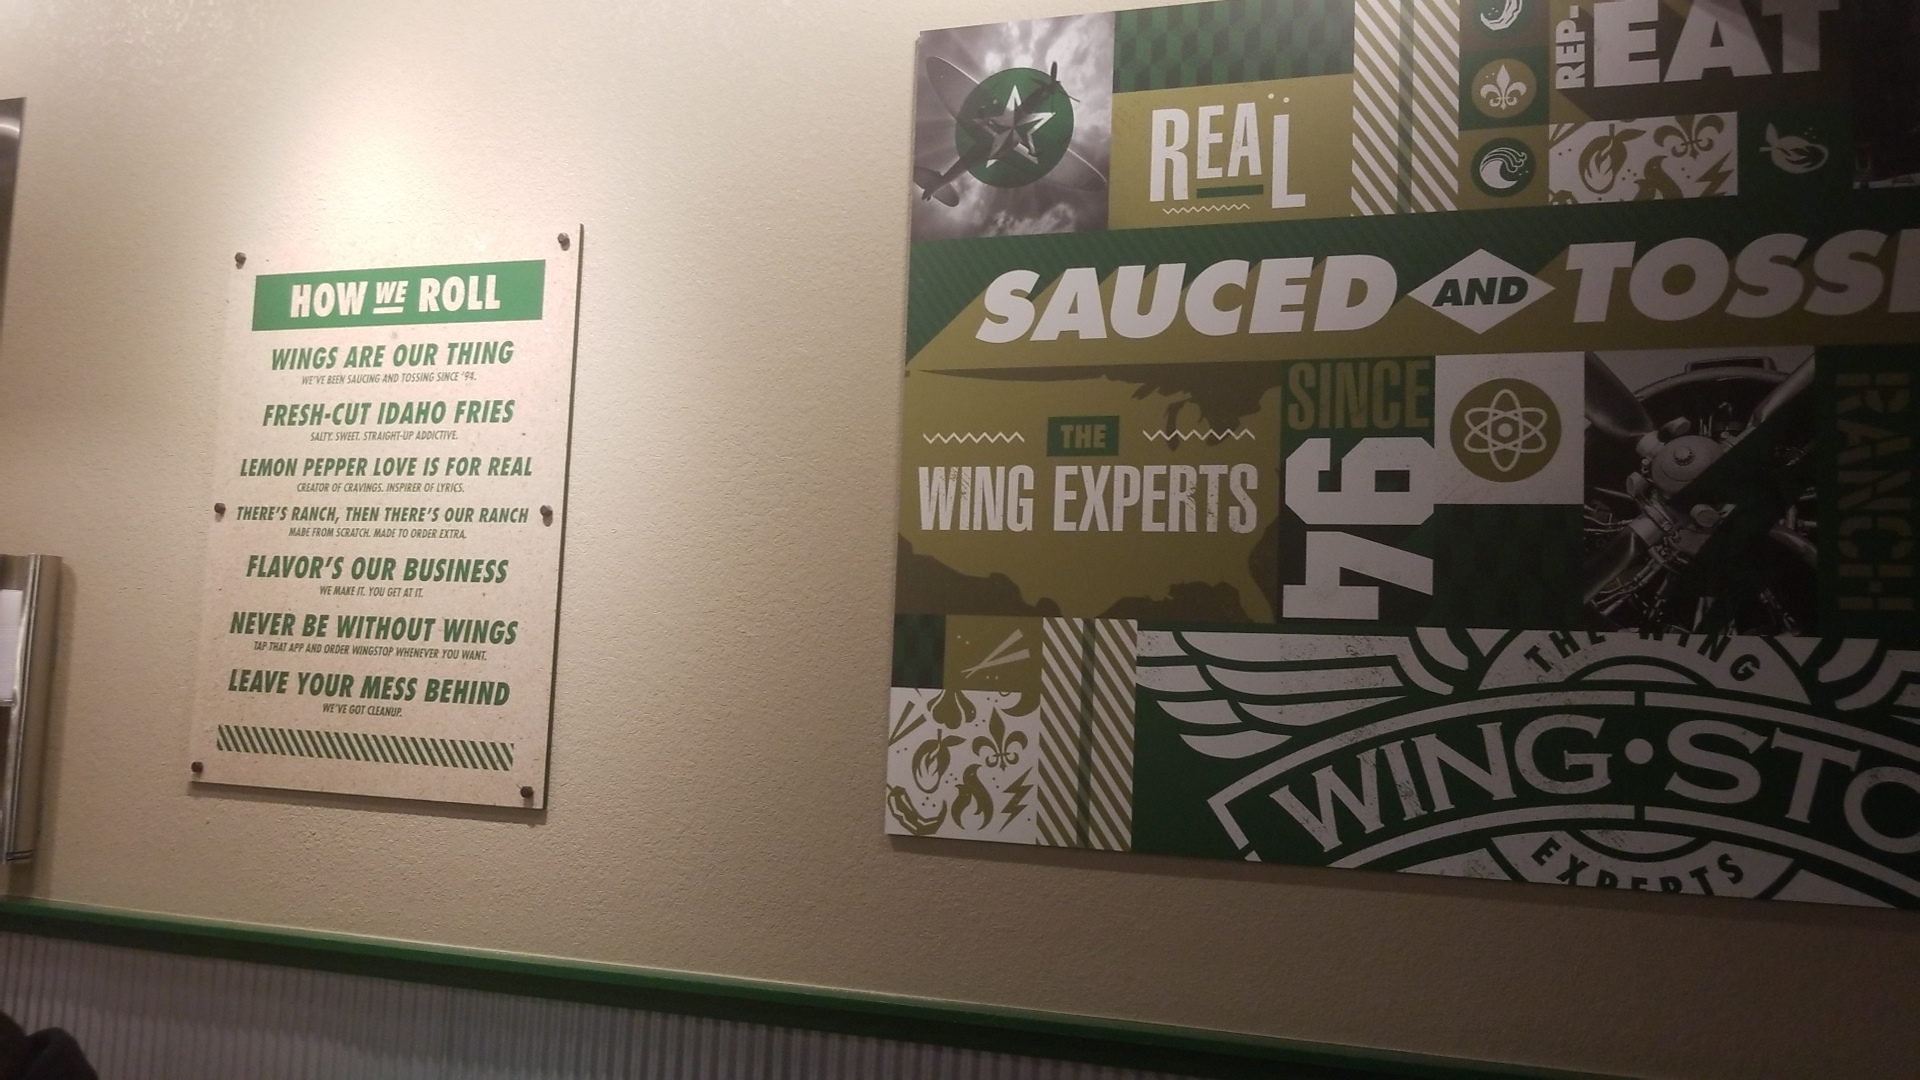 HOW WE ROLL
WINGS ARE OUR THING
WE'VE BEEN SAUCING AND TOSSING SINCE '94.
FRESH-CUT IDAHO FRIES
SALTY. SWEET. STRAIGHT-UP ADDICTIVE.
LEMON PEPPER LOVE IS FOR REAL
CREATOR OF CRAVINGS. INSPIRER OF LYRICS.
THERE'S RANCH, THEN THERE'S OUR RANCH
MADE FROM SCRATCH. MADE TO ORDER EXTRA.
FLAVOR'S OUR BUSINESS
WE MAKE IT. YOU GET AT IT.
NEVER BE WITHOUT WINGS
TAP THAT APP AND ORDER WINGSTOP WHENEVER YOU WANT.
LEAVE YOUR MESS BEHIND
WE'VE GOT CLEANUP.
REAL
REP.
EAT
SAUCED AND TOSS
THE
WING EXPERTS
SINCE
94
RANCH
THE WING
WING·STO
EXPERTS